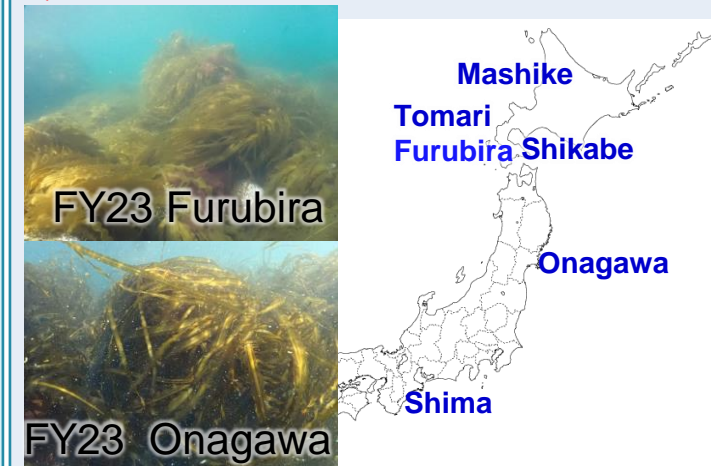 FY23 Furubira
FY23 Onagawa
Mashike
Tomari
Furubira Shikabe
Onagawa
Shima